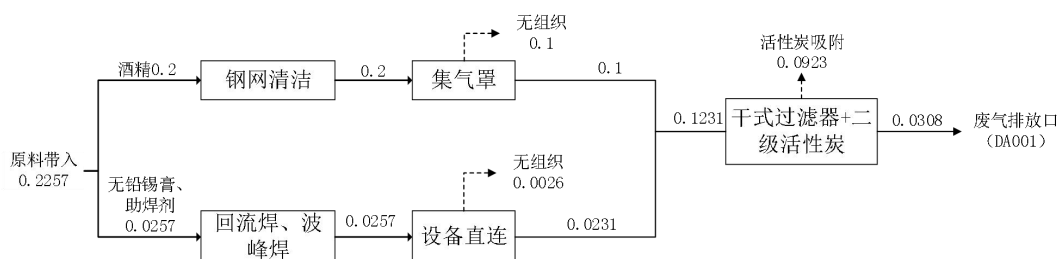 无组织
0.1
活性炭吸附
0.0923
酒精0.2
钢网清洁
0.2
集气罩
0.1
0.1231
干式过滤器+二
级活性炭
0.0308
废气排放口
（DA001）
原料带入
0.2257
无组织
0.0026
无铅锡膏、
助焊剂
0.0257
回流焊、波
峰焊
0.0257
设备直连
0.0231